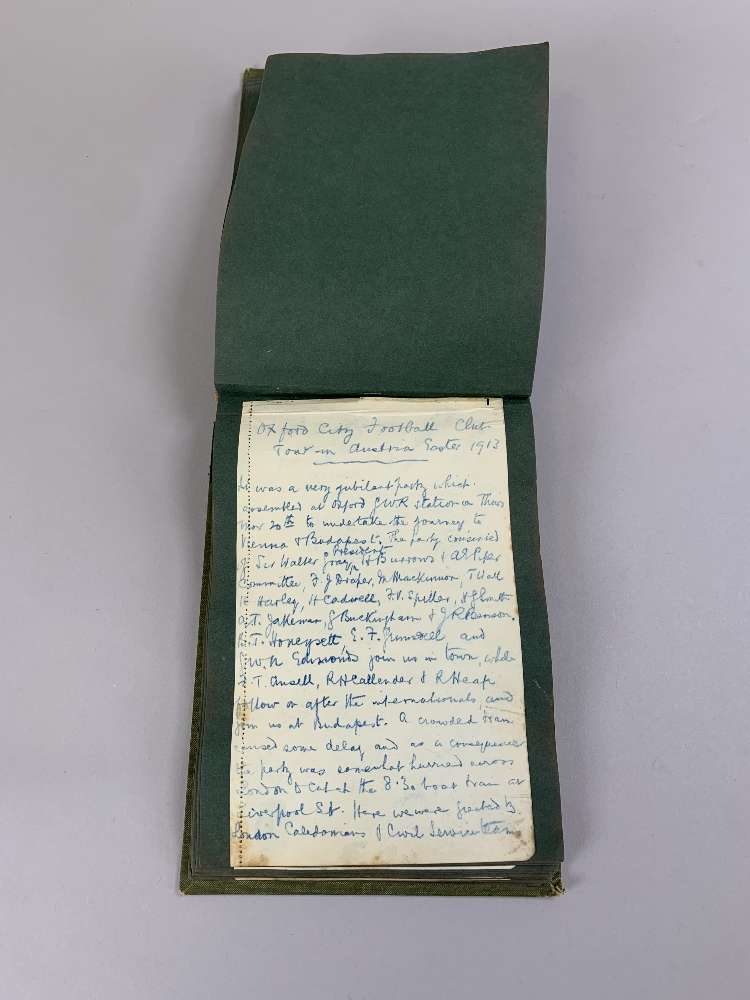 Oxford City Football Club
Tour in Austria Easter 1913
It was a very jubilant party which
assembled at Oxford GWR station on Thurs
Mar 20th to undertake the journey to
Vienna & Budapest. The party consisted
of Sir Walter Gray, President H Burrows & A E Piper
Committee, F. J Draper, M Mackinnon, T Wall
H Harley, H Cadwell, F. V. Spiller, H J Smith
A. T. Jakeman, G Buckingham & J. R. Benson.
T. Honeysett, E. F. and
W. N Edmonds join us in town, while
T. Ansell, R H Callender & R Heap
follow on after the internationals and
join us at Budapest. A crowded train
caused some delay and as a consequence
the party was somewhat hurried across
London to catch the 8.30 boat train at
Liverpool St. Here we were greeted by
London Caledonians & Civil Service team